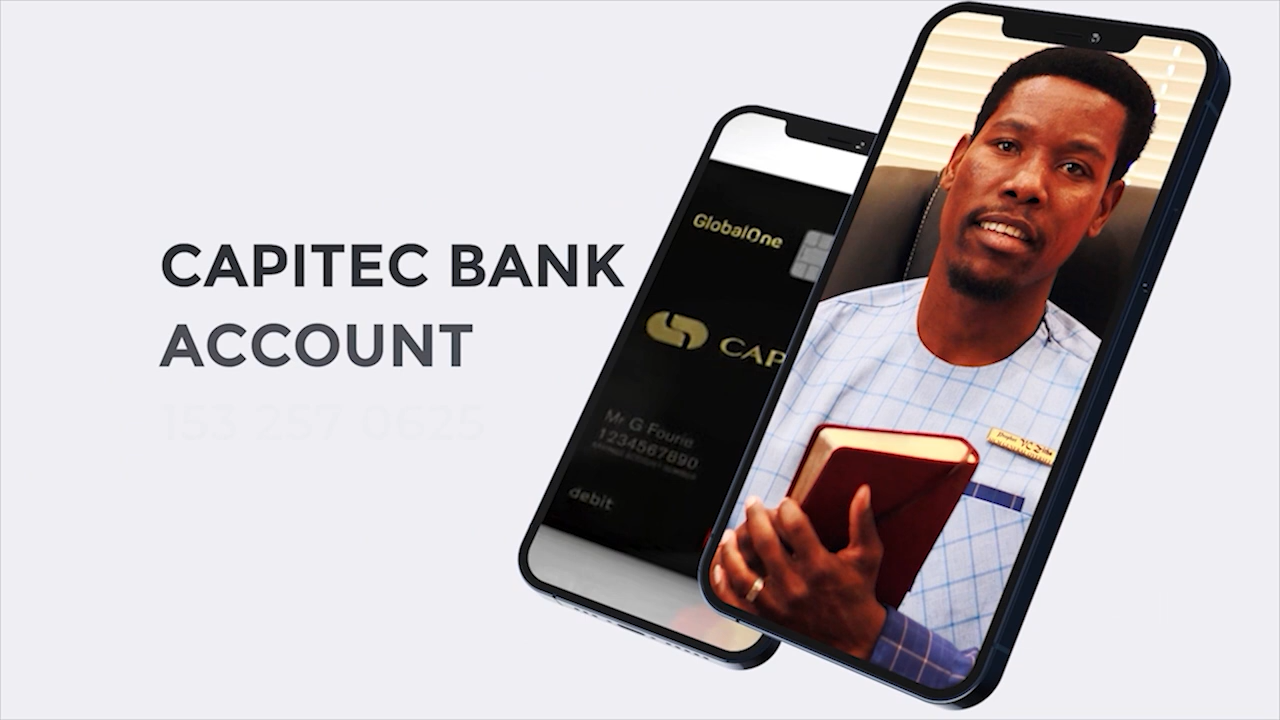 CAPITEC BANK
ACCOUNT
153 257 0625
GlobalOne
CAP
Mr G Fourie
1234567890
debit